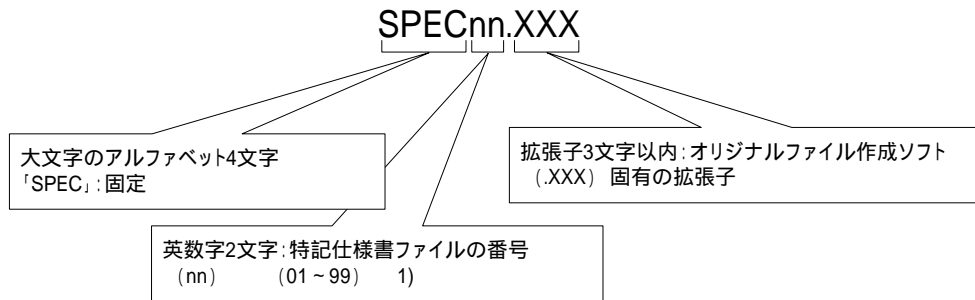 SPECnn.XXX
大文字のアルファベット4文字
「SPEC」:固定
拡張子3文字以内:オリジナルファイル作成ソフト
(.XXX) 固有の拡張子
英数字2文字:特記仕様書ファイルの番号
(nn) (01~99) 1)